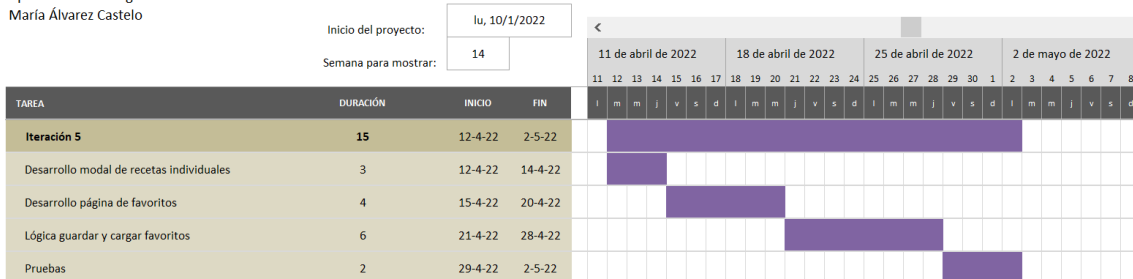 María Álvarez Castelo
Inicio del proyecto: lu, 10/1/2022
Semana para mostrar: 14
11 de abril de 2022 18 de abril de 2022 25 de abril de 2022 2 de mayo de 2022
11 12 13 14 15 16 17 18 19 20 21 22 23 24 25 26 27 28 29 30 1 2 3 4 5 6 7 8
TAREA DURACIÓN INICIO FIN l m m j v s d l m m j v s d l m m j v s d l m m j v s d
Iteración 5 15 12-4-22 2-5-22
Desarrollo modal de recetas individuales 3 12-4-22 14-4-22
Desarrollo página de favoritos 4 15-4-22 20-4-22
Lógica guardar y cargar favoritos 6 21-4-22 28-4-22
Pruebas 2 29-4-22 2-5-22